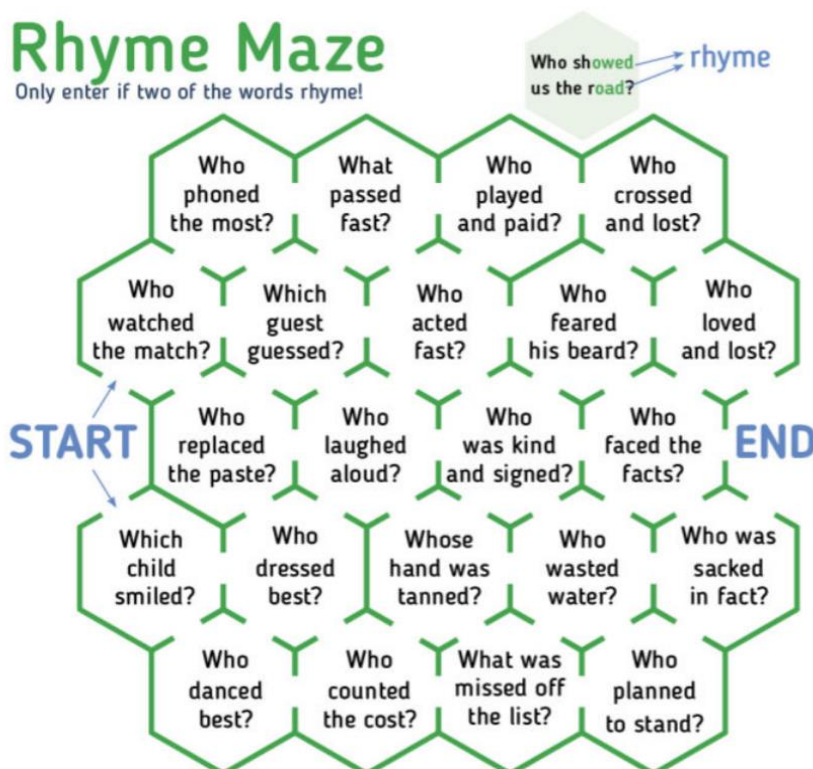 Rhyme Maze
Only enter if two of the words rhyme!
Who showed
us the road?
rhyme
Who
phoned
the most?
What
passed
fast?
Who
played
and paid?
Who
crossed
and lost?
Who
watched
the match?
Which
guest
guessed?
Who
acted
fast?
Who
feared
his beard?
Who
loved
and lost?
START
Who
replaced
the paste?
Who
laughed
aloud?
Who
was kind
and signed?
Who
faced the
facts?
END
Which
child
smiled?
Who
dressed
best?
Whose
hand was
tanned?
Who
wasted
water?
Who was
sacked
in fact?
Who
danced
best?
Who
counted
the cost?
What was
missed off
the list?
Who
planned
to stand?